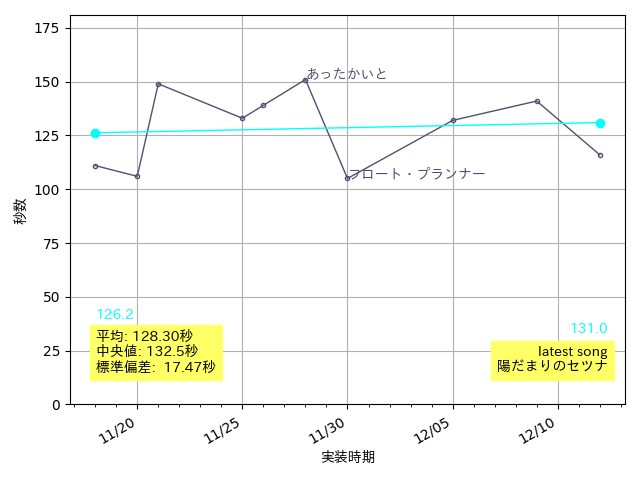 175
150
125
100
75
50
25
0
秒数
あったかいと
フロート・プランナー
126.2
平均: 128.30秒
中央値: 132.5秒
標準偏差: 17.47秒
131.0
latest song
陽だまりのセツナ
11/20
11/25
11/30
12/05
12/10
実装時期